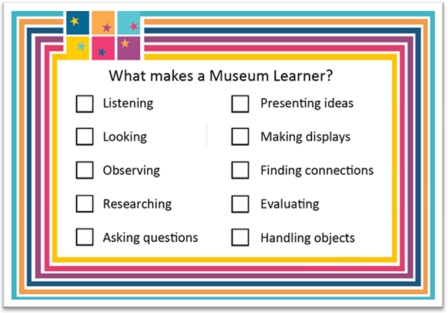 What makes a Museum Learner?
Listening
Looking
Observing
Researching
Asking questions
Presenting ideas
Making displays
Finding connections
Evaluating
Handling objects